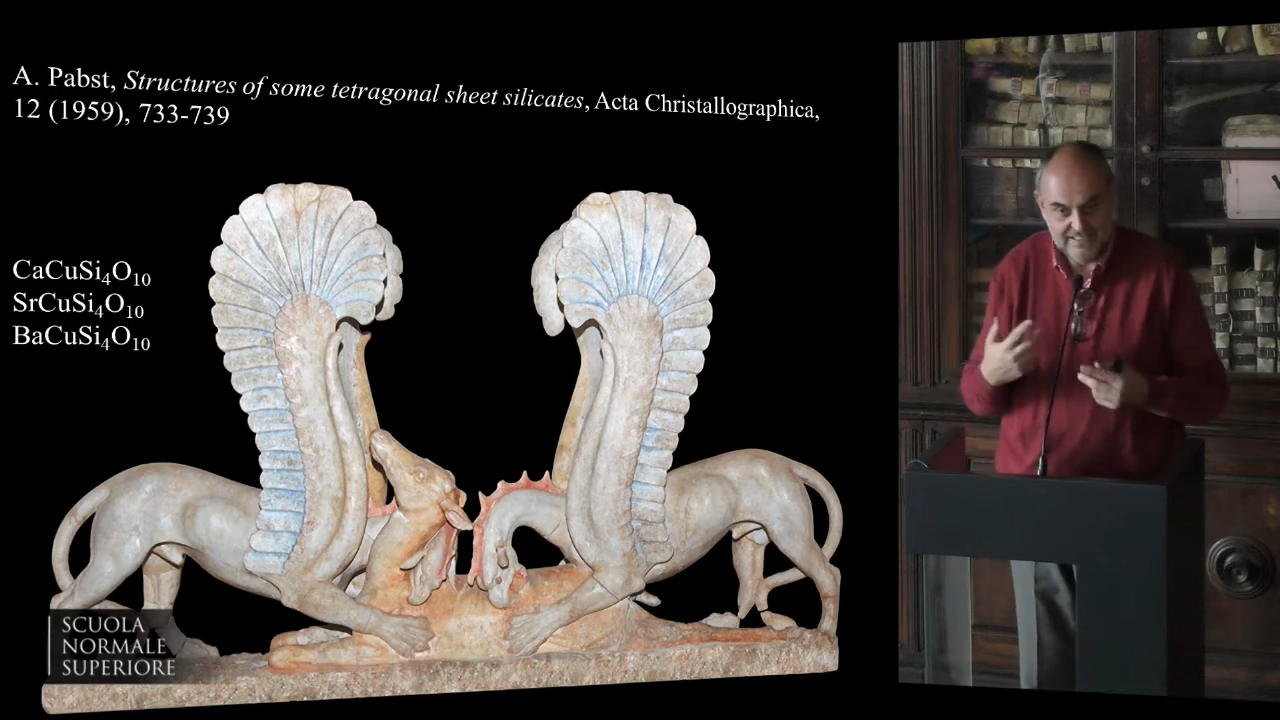 A. Pabst, Structures of some tetragonal sheet silicates, Acta Christallographica,
12 (1959), 733-739
CaCuSi₄O₁₀
SrCuSi₄O₁₀
BaCuSi₄O₁₀
SCUOLA
NORMALE
SUPERIORE